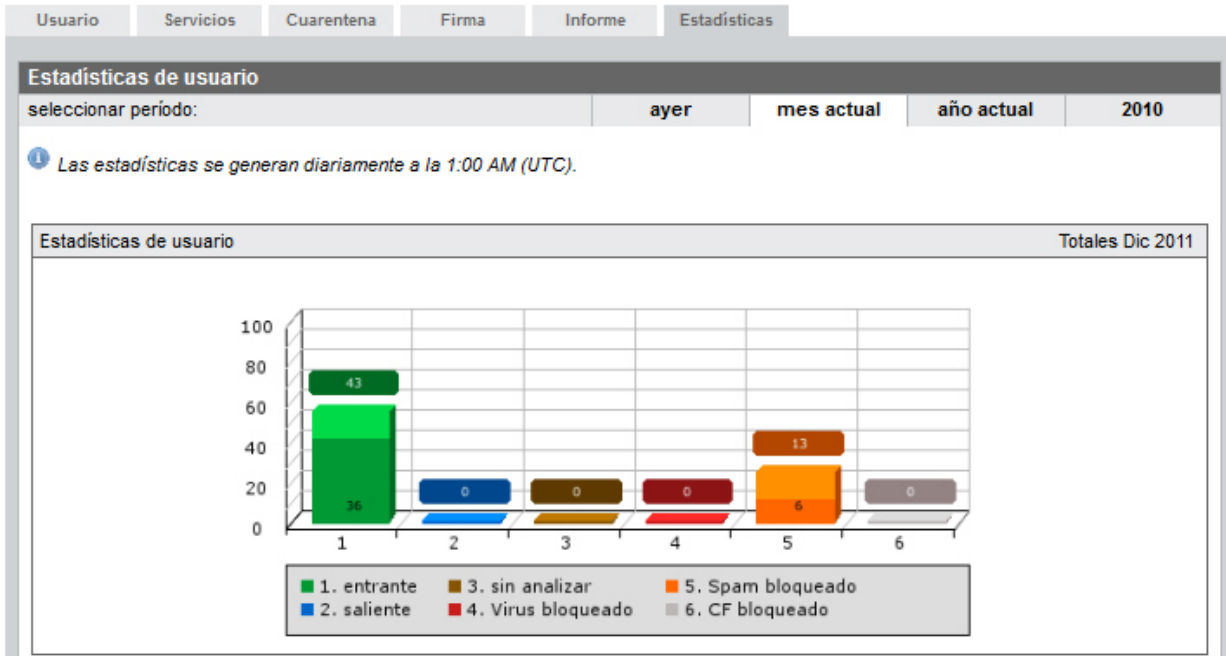 Usuario Servicios Cuarentena Firma Informe Estadísticas
Estadísticas de usuario
seleccionar período: ayer mes actual año actual 2010
Las estadísticas se generan diariamente a la 1:00 AM (UTC).
Estadísticas de usuario Totales Dic 2011
100
80
60
40
20
0
43
36
0
0
0
13
6
0
1 2 3 4 5 6
1. entrante 3. sin analizar 5. Spam bloqueado
2. saliente 4. Virus bloqueado 6. CF bloqueado